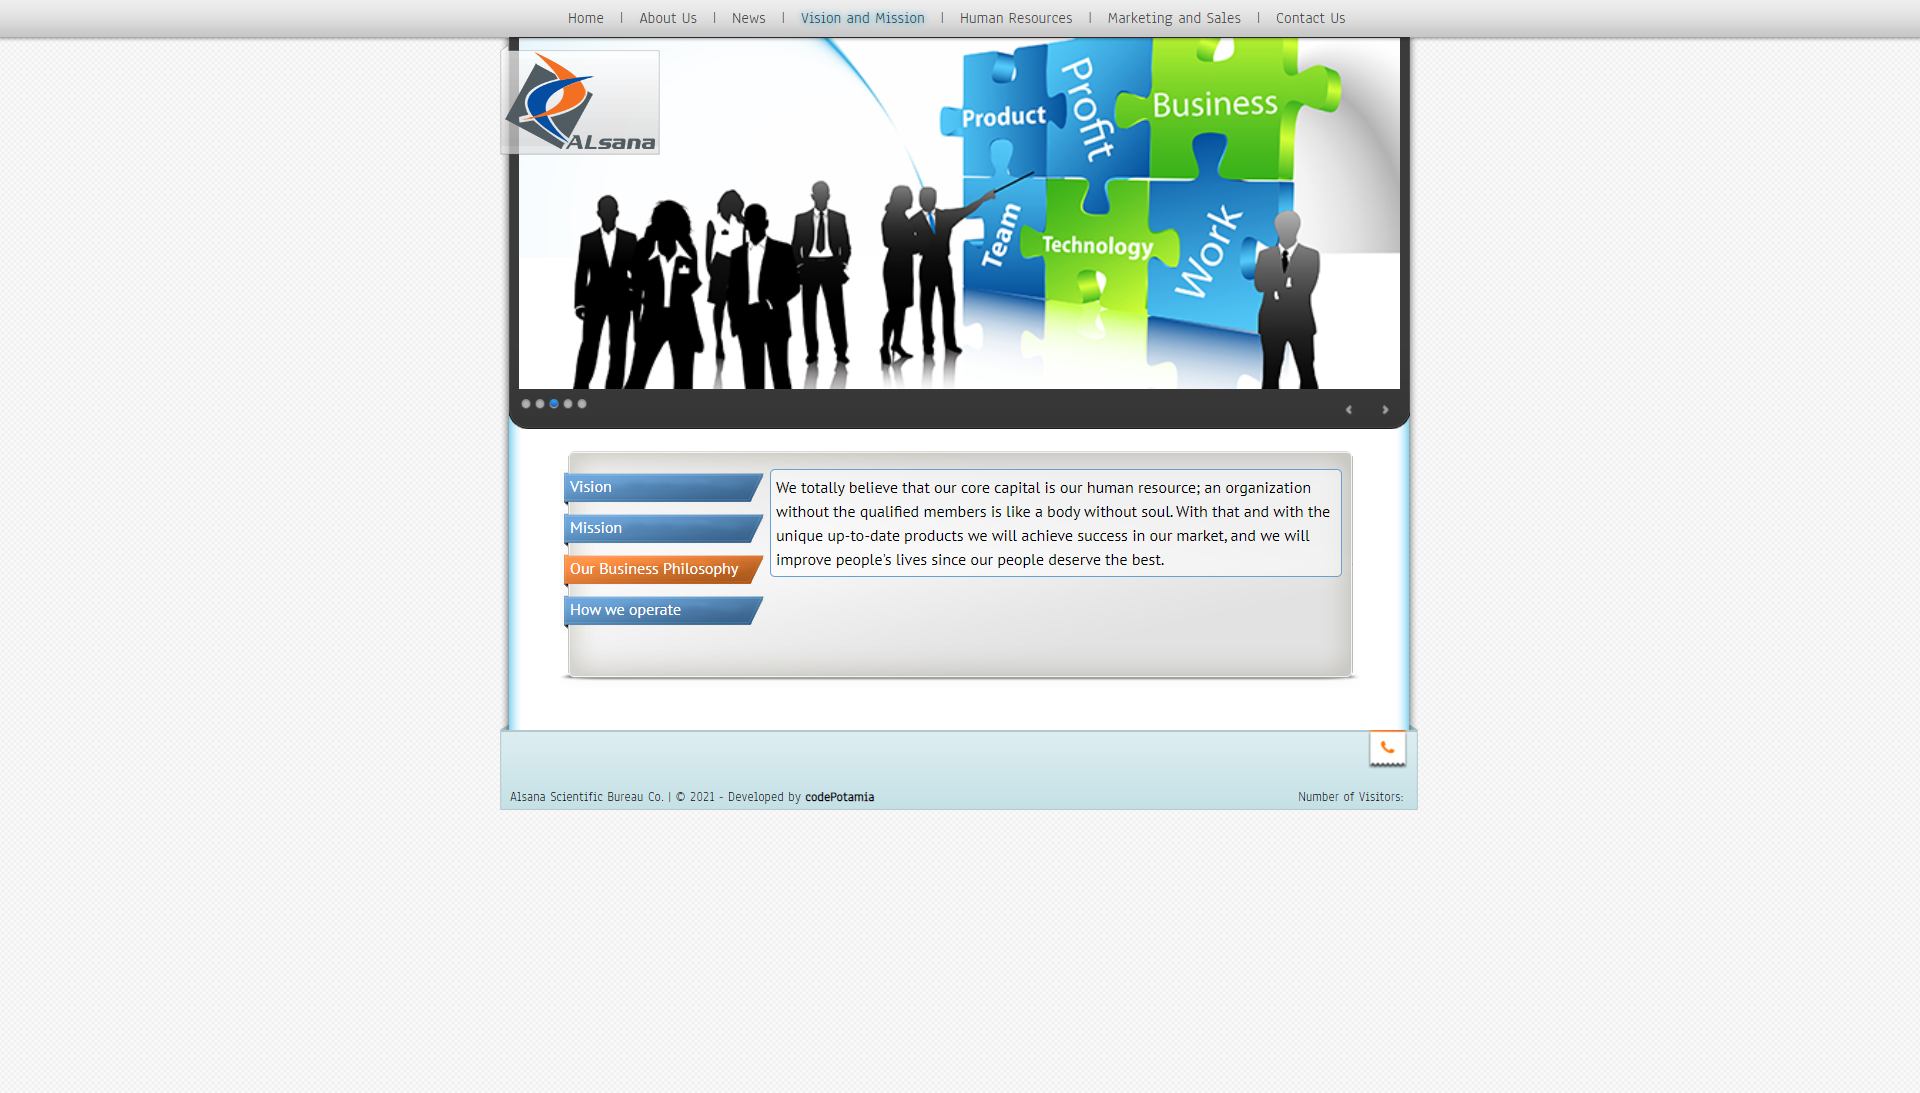 Home | About Us | News | Vision and Mission | Human Resources | Marketing and Sales | Contact Us
ALsana
Product
Profit
Business
Team
Technology
Work
Vision
Mission
Our Business Philosophy
How we operate
We totally believe that our core capital is our human resource; an organization
without the qualified members is like a body without soul. With that and with the
unique up-to-date products we will achieve success in our market, and we will
improve people's lives since our people deserve the best.
Alsana Scientific Bureau Co. | © 2021 - Developed by codePotamia
Number of Visitors: